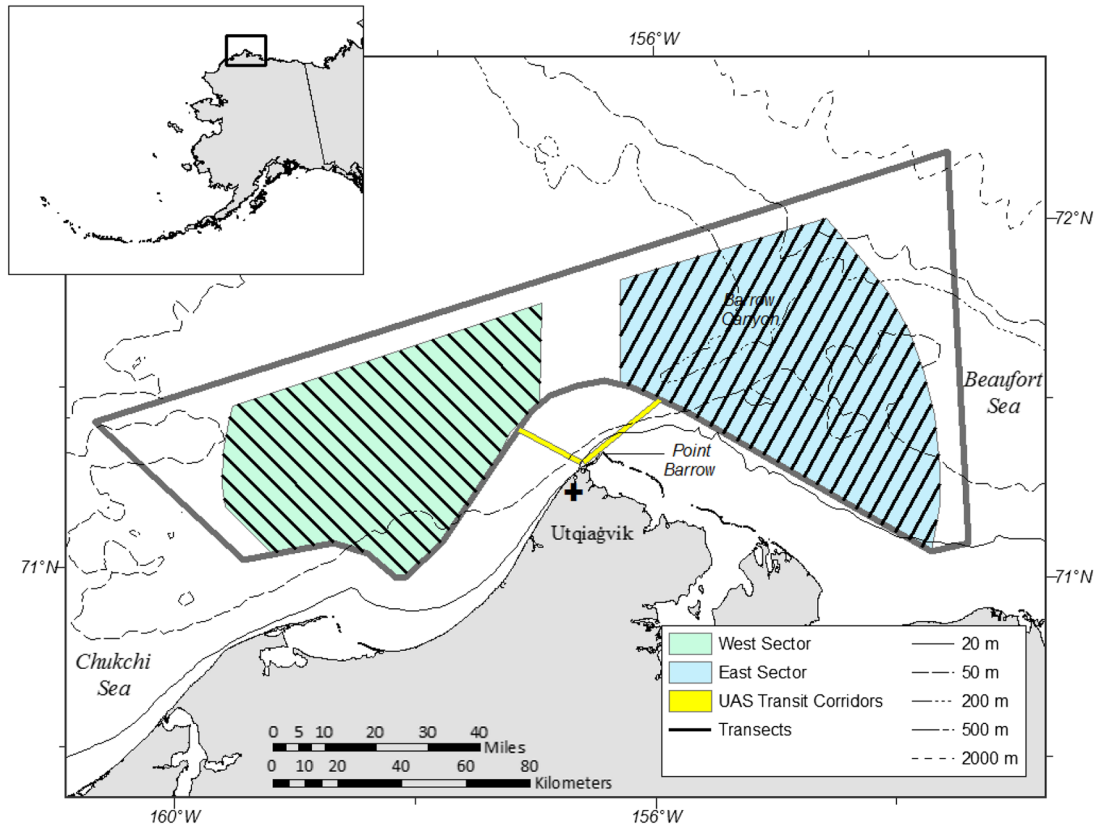 156°W
72°N
Barrow
Canyon
Beaufort
Sea
Point
Barrow
Utqiaġvik
71°N
71°N
Chukchi
Sea
West Sector
East Sector
UAS Transit Corridors
Transects
20 m
50 m
200 m
500 m
2000 m
0 5 10 20 30 40
Miles
0 10 20 40 60 80
Kilometers
160°W
156°W